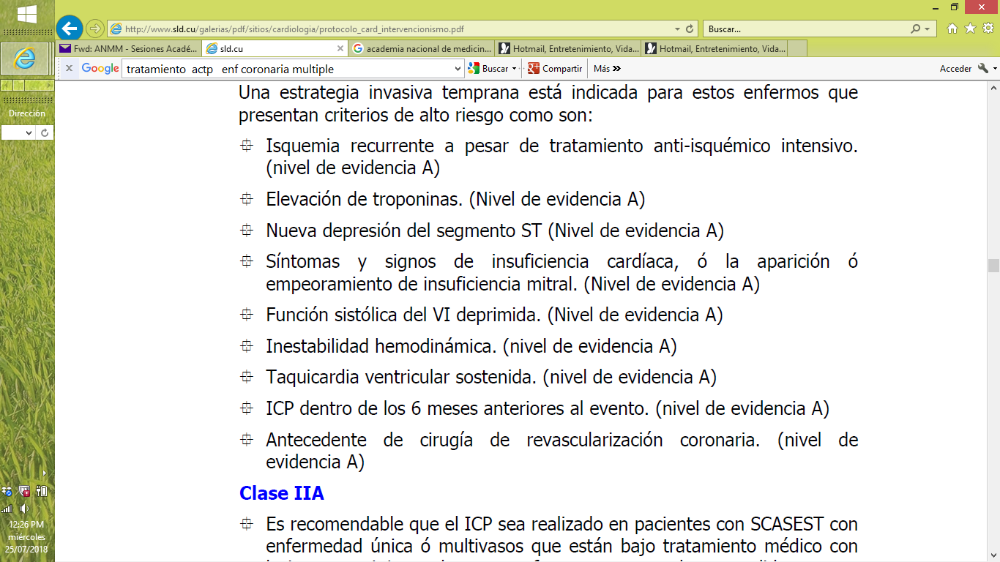 http://www.sld.cu/galerias/pdf/sitios/cardiologia/protocolo_card_intervencionismo.pdf
Buscar...
Fwd: ANMM - Sesiones Acadé...
sld.cu
academia nacional de medicin...
Hotmail, Entretenimiento, Vida...
Hotmail, Entretenimiento, Vida...
Google
tratamiento actp enf coronaria multiple
Buscar
Compartir
Más
Acceder
Dirección
Una estrategia invasiva temprana está indicada para estos enfermos que
presentan criterios de alto riesgo como son:
Isquemia recurrente a pesar de tratamiento anti-isquémico intensivo.
(nivel de evidencia A)
Elevación de troponinas. (Nivel de evidencia A)
Nueva depresión del segmento ST (Nivel de evidencia A)
Síntomas y signos de insuficiencia cardíaca, ó la aparición ó
empeoramiento de insuficiencia mitral. (Nivel de evidencia A)
Función sistólica del VI deprimida. (Nivel de evidencia A)
Inestabilidad hemodinámica. (nivel de evidencia A)
Taquicardia ventricular sostenida. (nivel de evidencia A)
ICP dentro de los 6 meses anteriores al evento. (nivel de evidencia A)
Antecedente de cirugía de revascularización coronaria. (nivel de
evidencia A)
Clase IIA
Es recomendable que el ICP sea realizado en pacientes con SCASEST con
enfermedad única ó multivasos que están bajo tratamiento médico con
12:26 PM
miércoles
25/07/2018